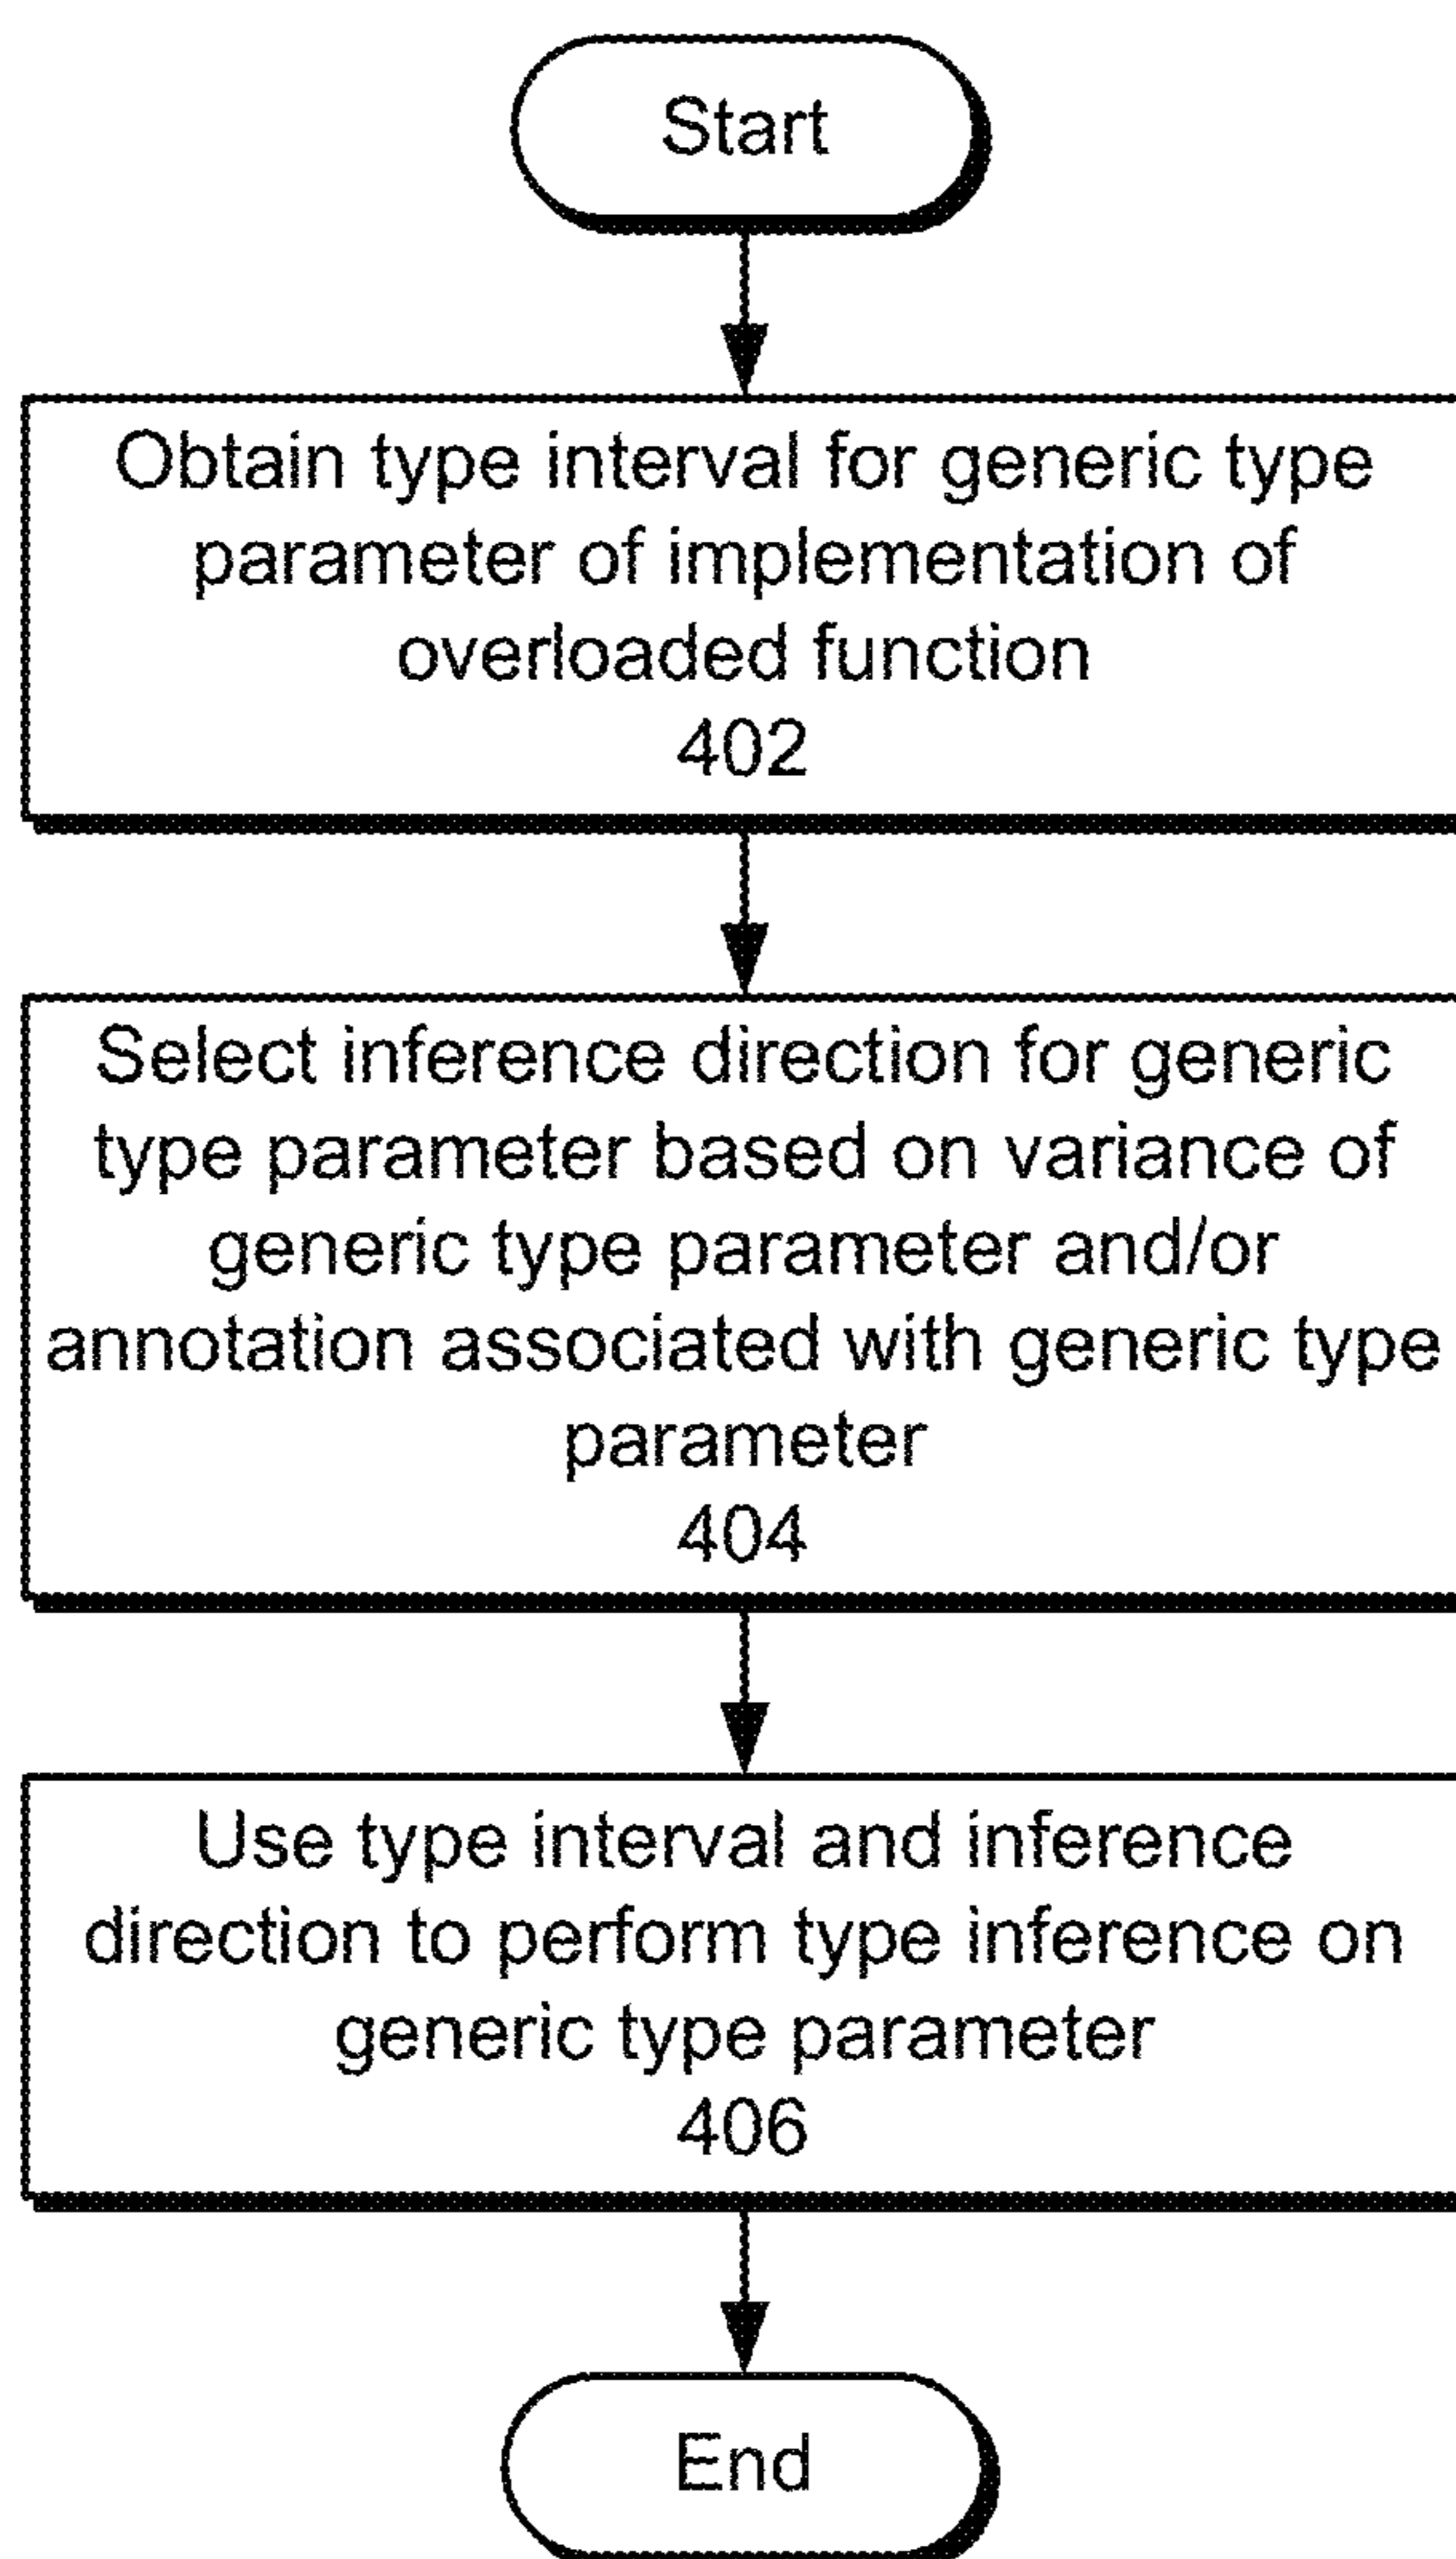 Start
Obtain type interval for generic type
parameter of implementation of
overloaded function
402
Select inference direction for generic
type parameter based on variance of
generic type parameter and/or
annotation associated with generic type
parameter
404
Use type interval and inference
direction to perform type inference on
generic type parameter
406
End